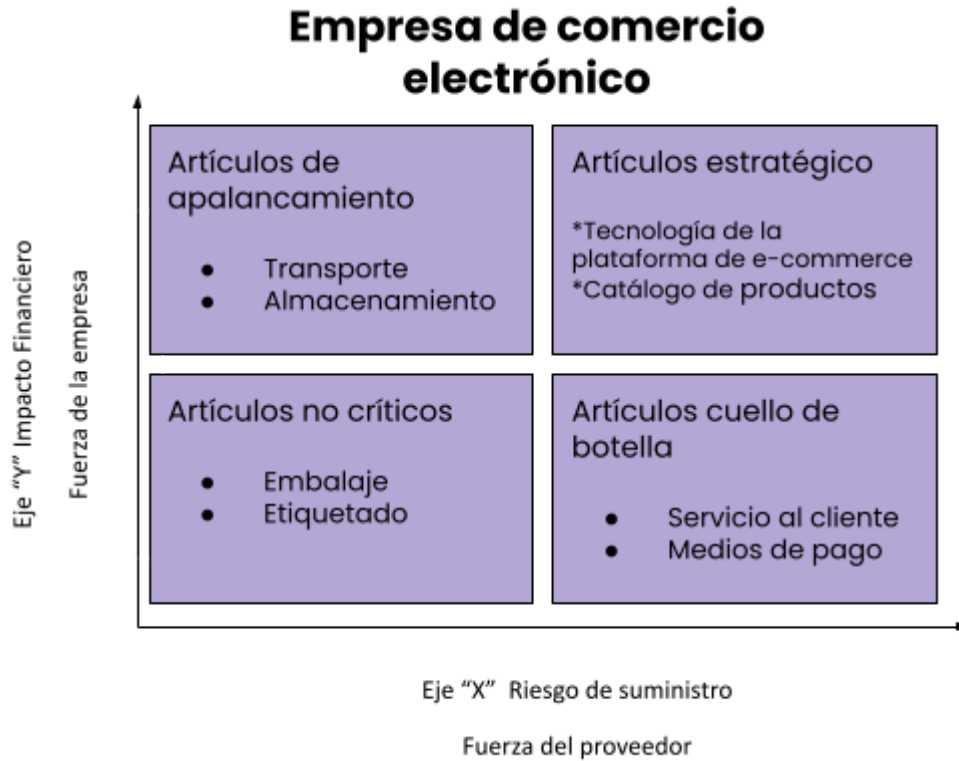 Empresa de comercio
electrónico
Artículos de
apalancamiento
● Transporte
● Almacenamiento
Artículos estratégico
*Tecnología de la
plataforma de e-commerce
*Catálogo de productos
Artículos no críticos
● Embalaje
● Etiquetado
Artículos cuello de
botella
● Servicio al cliente
● Medios de pago
Eje “Y” Impacto Financiero
Fuerza de la empresa
Eje “X” Riesgo de suministro
Fuerza del proveedor